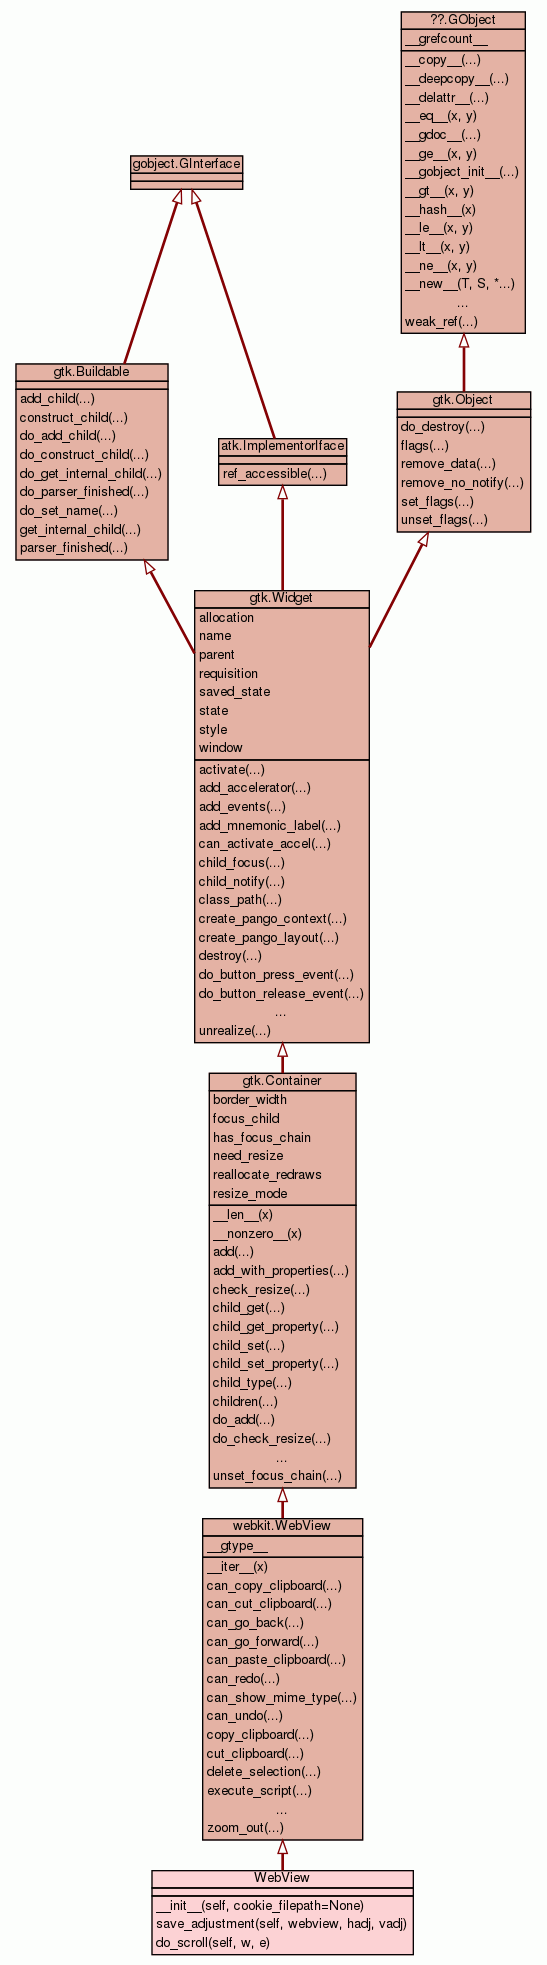 ??.GObject
__grefcount__
__copy__(...)
__deepcopy__(...)
__delattr__(...)
__eq__(x, y)
__gdoc__(...)
__ge__(x, y)
__gobject_init__(...)
__gt__(x, y)
__hash__(x)
__le__(x, y)
__lt__(x, y)
__ne__(x, y)
__new__(T, S, *...)
...
weak_ref(...)
gobject.GInterface
gtk.Buildable
add_child(...)
construct_child(...)
do_add_child(...)
do_construct_child(...)
do_get_internal_child(...)
do_parser_finished(...)
do_set_name(...)
get_internal_child(...)
parser_finished(...)
atk.ImplementorIface
ref_accessible(...)
gtk.Object
do_destroy(...)
flags(...)
remove_data(...)
remove_no_notify(...)
set_flags(...)
unset_flags(...)
gtk.Widget
allocation
name
parent
requisition
saved_state
state
style
window
activate(...)
add_accelerator(...)
add_events(...)
add_mnemonic_label(...)
can_activate_accel(...)
child_focus(...)
child_notify(...)
class_path(...)
create_pango_context(...)
create_pango_layout(...)
destroy(...)
do_button_press_event(...)
do_button_release_event(...)
...
unrealize(...)
gtk.Container
border_width
focus_child
has_focus_chain
need_resize
reallocate_redraws
resize_mode
__len__(x)
__nonzero__(x)
add(...)
add_with_properties(...)
check_resize(...)
child_get(...)
child_get_property(...)
child_set(...)
child_set_property(...)
child_type(...)
children(...)
do_add(...)
do_check_resize(...)
...
unset_focus_chain(...)
webkit.WebView
__gtype__
__iter__(x)
can_copy_clipboard(...)
can_cut_clipboard(...)
can_go_back(...)
can_go_forward(...)
can_paste_clipboard(...)
can_redo(...)
can_show_mime_type(...)
can_undo(...)
copy_clipboard(...)
cut_clipboard(...)
delete_selection(...)
execute_script(...)
...
zoom_out(...)
WebView
__init__(self, cookie_filepath=None)
save_adjustment(self, webview, hadj, vadj)
do_scroll(self, w, e)